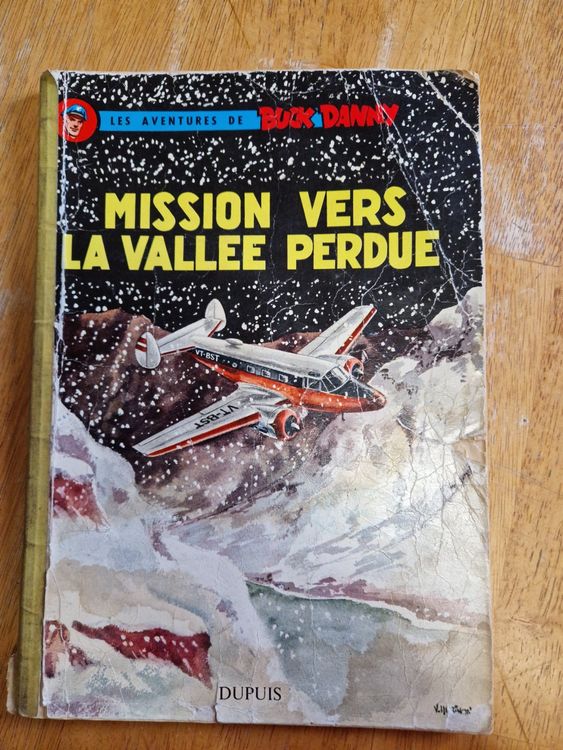 LES AVENTURES DE BUCK DANNY
MISSION VERS
LA VALLEE PERDUE
VT-BST
VT-BST
DUPUIS